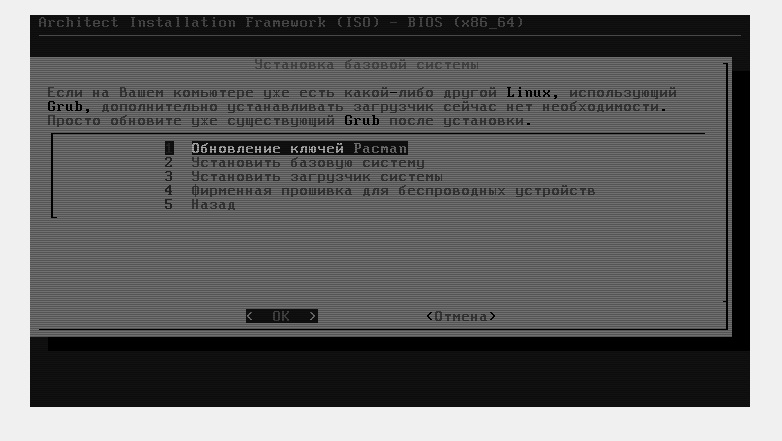 Architect Installation Framework (ISO) - BIOS (x86_64)
Установка базовой системы
Если на Вашем комьютере уже есть какой-либо другой Linux, использующий
Grub, дополнительно устанавливать загрузчик сейчас нет необходимости.
Просто обновите уже существующий Grub после установки.
1 Обновление ключей Pacman
2 Установить базовую систему
3 Установить загрузчик системы
4 Фирменная прошивка для беспроводных устройств
5 Назад
< OK > <Отмена>